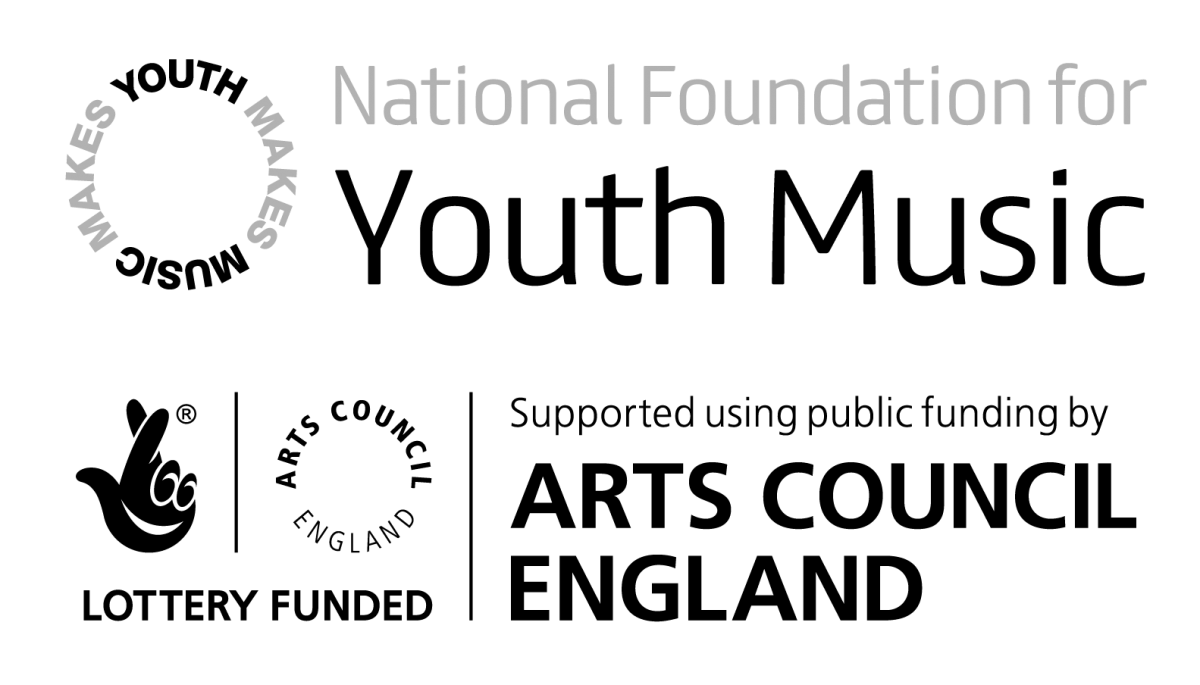 YOUTH MAKES MUSIC MAKES
National Foundation for
Youth Music
®
ARTS COUNCIL
ENGLAND
LOTTERY FUNDED
Supported using public funding by
ARTS COUNCIL
ENGLAND